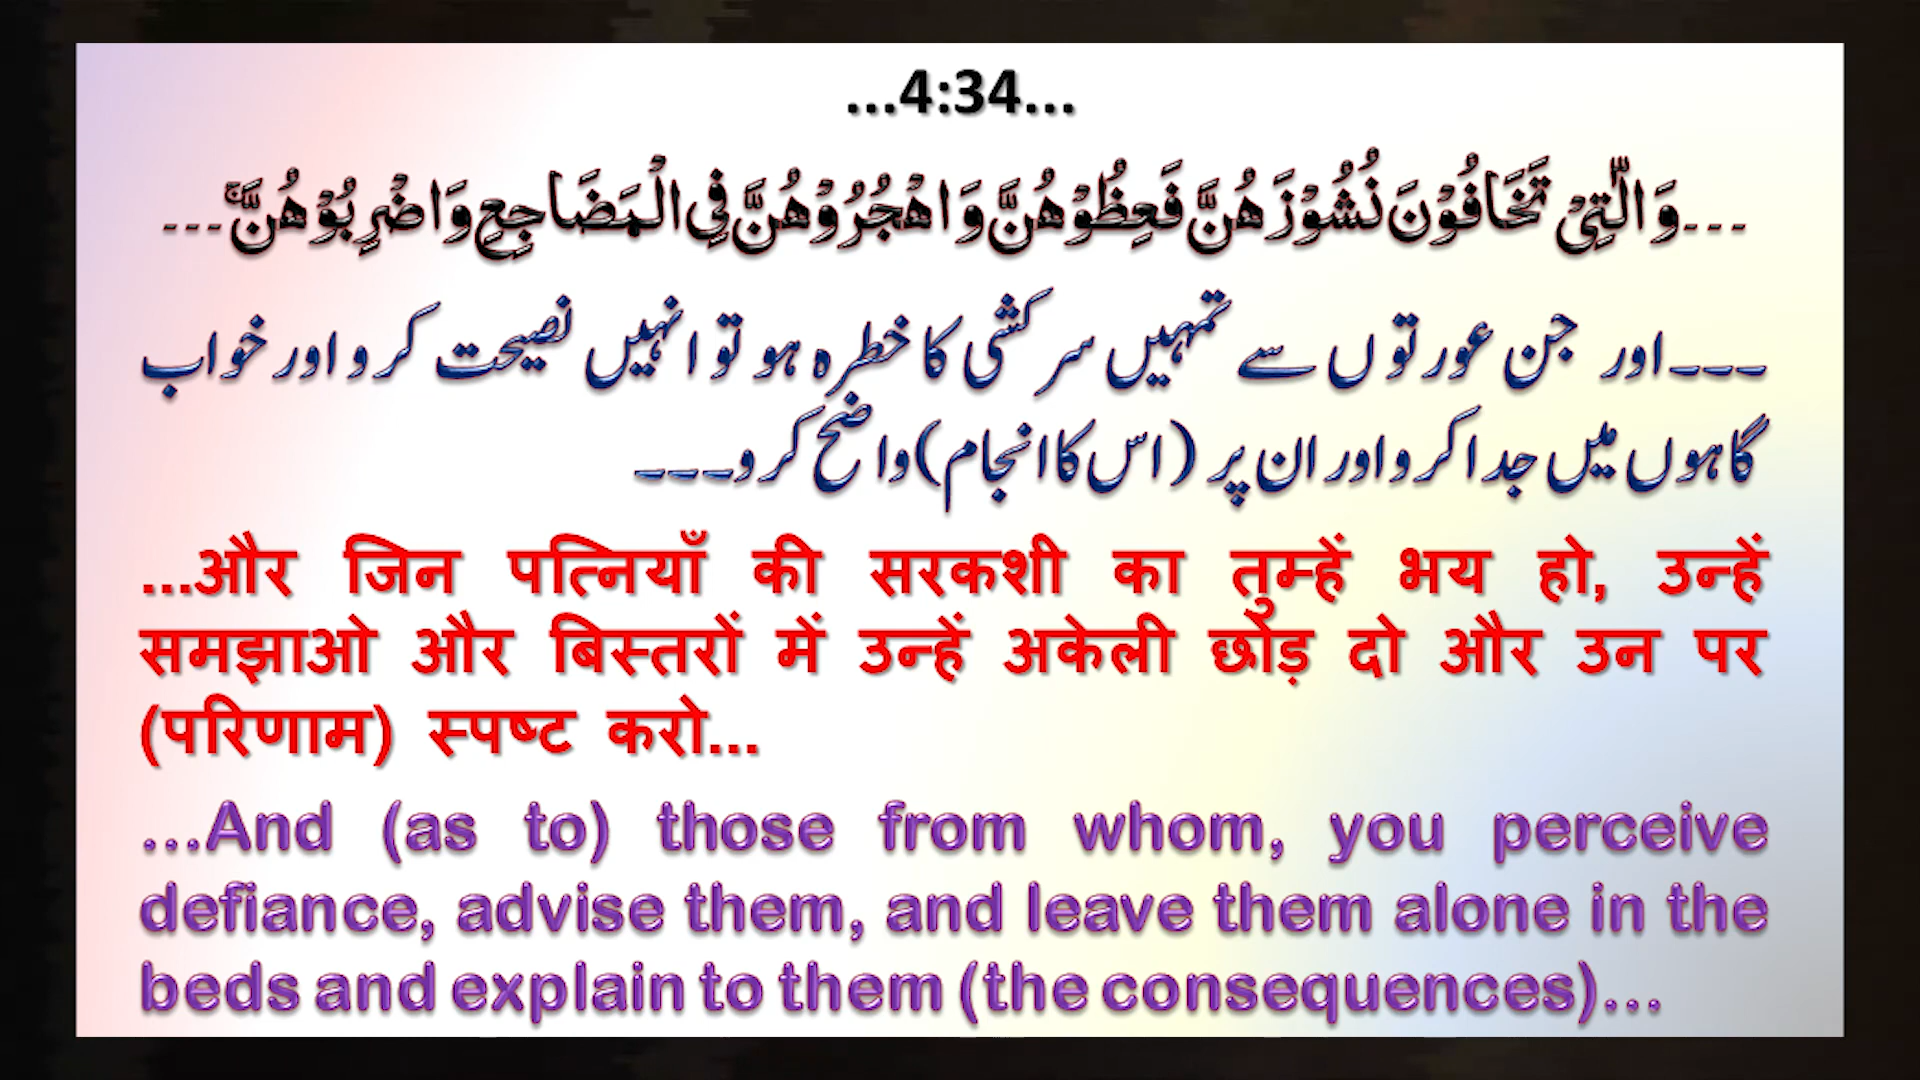 ...4:34...
...وَالّٰتِىْ تَخَافُوْنَ نُشُوْزَهُنَّ فَعِظُوْهُنَّ وَاهْجُرُوْهُنَّ فِى الْمَضَاجِعِ وَاضْرِبُوْهُنَّ ۚ...
۔۔۔اور جن عورتوں سے تمہیں سرکشی کا خطرہ ہو تو انہیں نصیحت کرو اور خواب
گاہوں میں جدا کرو اور ان پر (اس کا انجام) واضح کرو۔۔۔
...और जिन पत्नियाँ की सरकशी का तुम्हें भय हो, उन्हें
समझाओ और बिस्तरों में उन्हें अकेली छोड़ दो और उन पर
(परिणाम) स्पष्ट करो...
...And (as to) those from whom, you perceive
defiance, advise them, and leave them alone in the
beds and explain to them (the consequences)...